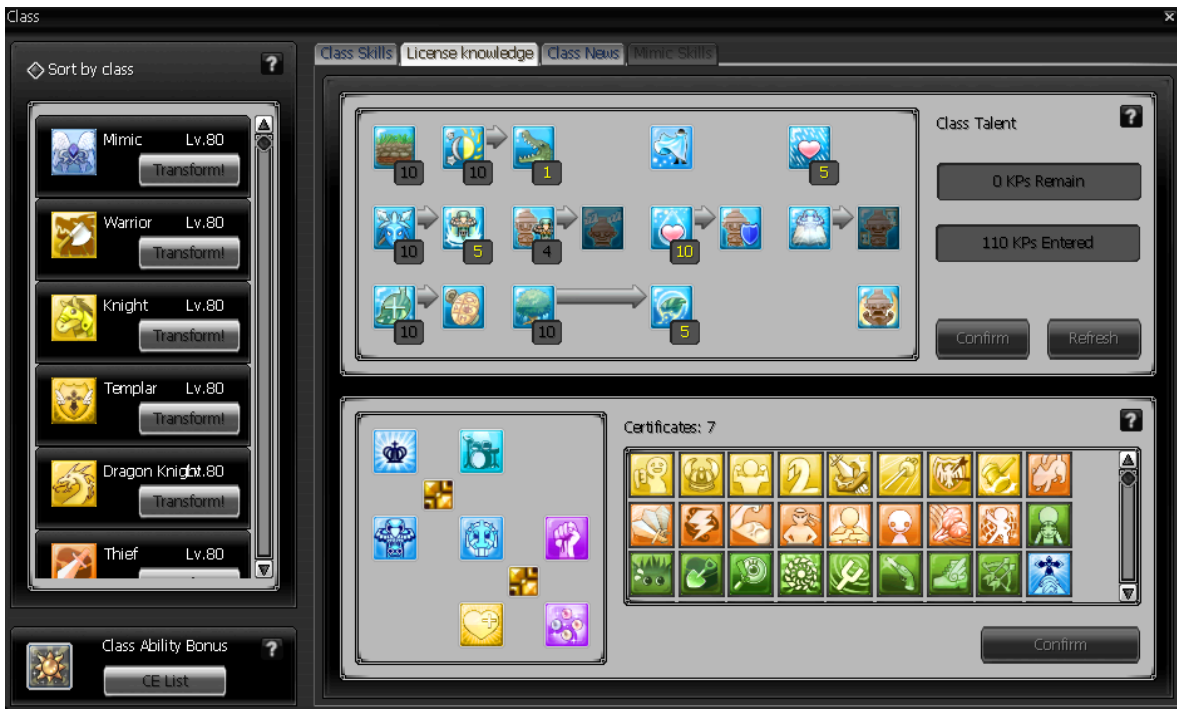 Class
Sort by class
?
Mimic Lv.80
Transform!
Warrior Lv.80
Transform!
Knight Lv.80
Transform!
Templar Lv.80
Transform!
Dragon Knight.80
Transform!
Thief Lv.80
Class Ability Bonus
?
CE List
Class Skills License knowledge Class News Mimic Skills
10 10 1 5
10 5 4 10
10 10 5
Class Talent
?
0 KPs Remain
110 KPs Entered
Confirm Refresh
Certificates: 7
?
Confirm